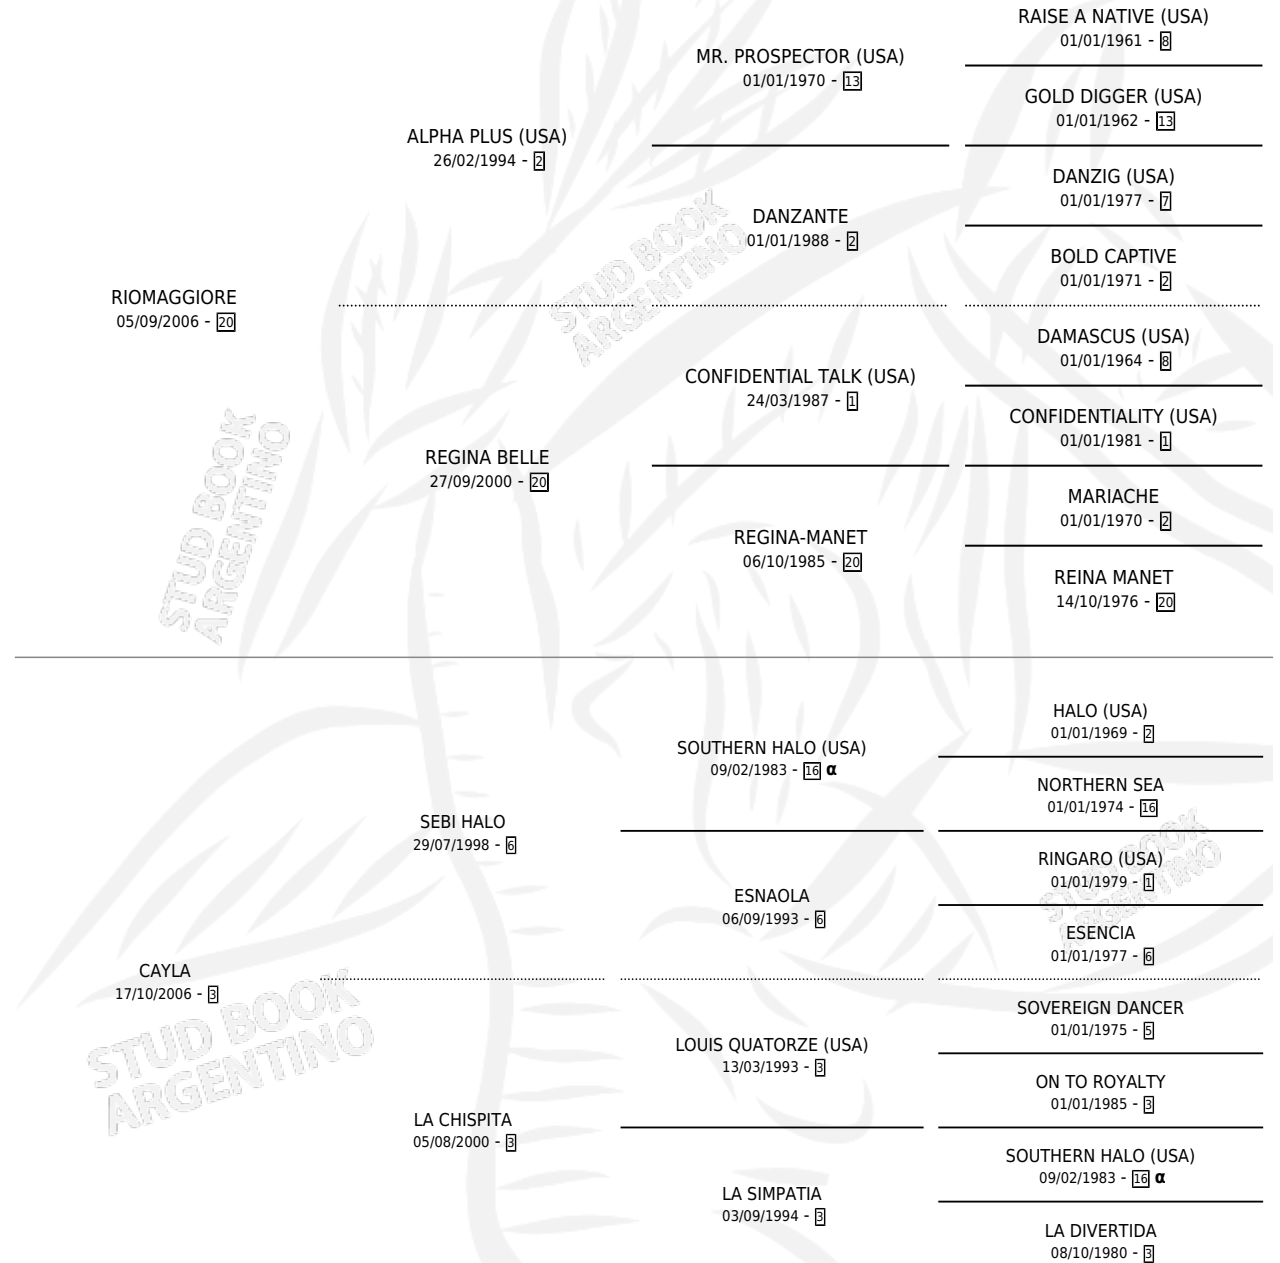 RAISE A NATIVE (USA)
01/01/1961 - 8
MR. PROSPECTOR (USA)
01/01/1970 - 13
GOLD DIGGER (USA)
01/01/1962 - 13
ALPHA PLUS (USA)
26/02/1994 - 2
DANZIG (USA)
01/01/1977 - 7
DANZANTE
01/01/1988 - 2
BOLD CAPTIVE
01/01/1971 - 2
RIOMAGGIORE
05/09/2006 - 20
DAMASCUS (USA)
01/01/1964 - 8
CONFIDENTIAL TALK (USA)
24/03/1987 - 1
CONFIDENTIALITY (USA)
01/01/1981 - 1
REGINA BELLE
27/09/2000 - 20
MARIACHE
01/01/1970 - 2
REGINA-MANET
06/10/1985 - 20
REINA MANET
14/10/1976 - 20
HALO (USA)
01/01/1969 - 2
SOUTHERN HALO (USA)
09/02/1983 - 16 α
NORTHERN SEA
01/01/1974 - 16
SEBI HALO
29/07/1998 - 6
RINGARO (USA)
01/01/1979 - 1
ESNAOLA
06/09/1993 - 6
ESENCIA
01/01/1977 - 6
CAYLA
17/10/2006 - 3
SOVEREIGN DANCER
01/01/1975 - 5
LOUIS QUATORZE (USA)
13/03/1993 - 3
ON TO ROYALTY
01/01/1985 - 3
LA CHISPITA
05/08/2000 - 3
SOUTHERN HALO (USA)
09/02/1983 - 16 α
LA SIMPATIA
03/09/1994 - 3
LA DIVERTIDA
08/10/1980 - 3
STUD BOOK
ARGENTINO
STUD BOOK
ARGENTINO
STUD BOOK
ARGENTINO
STUD BOOK
ARGENTINO